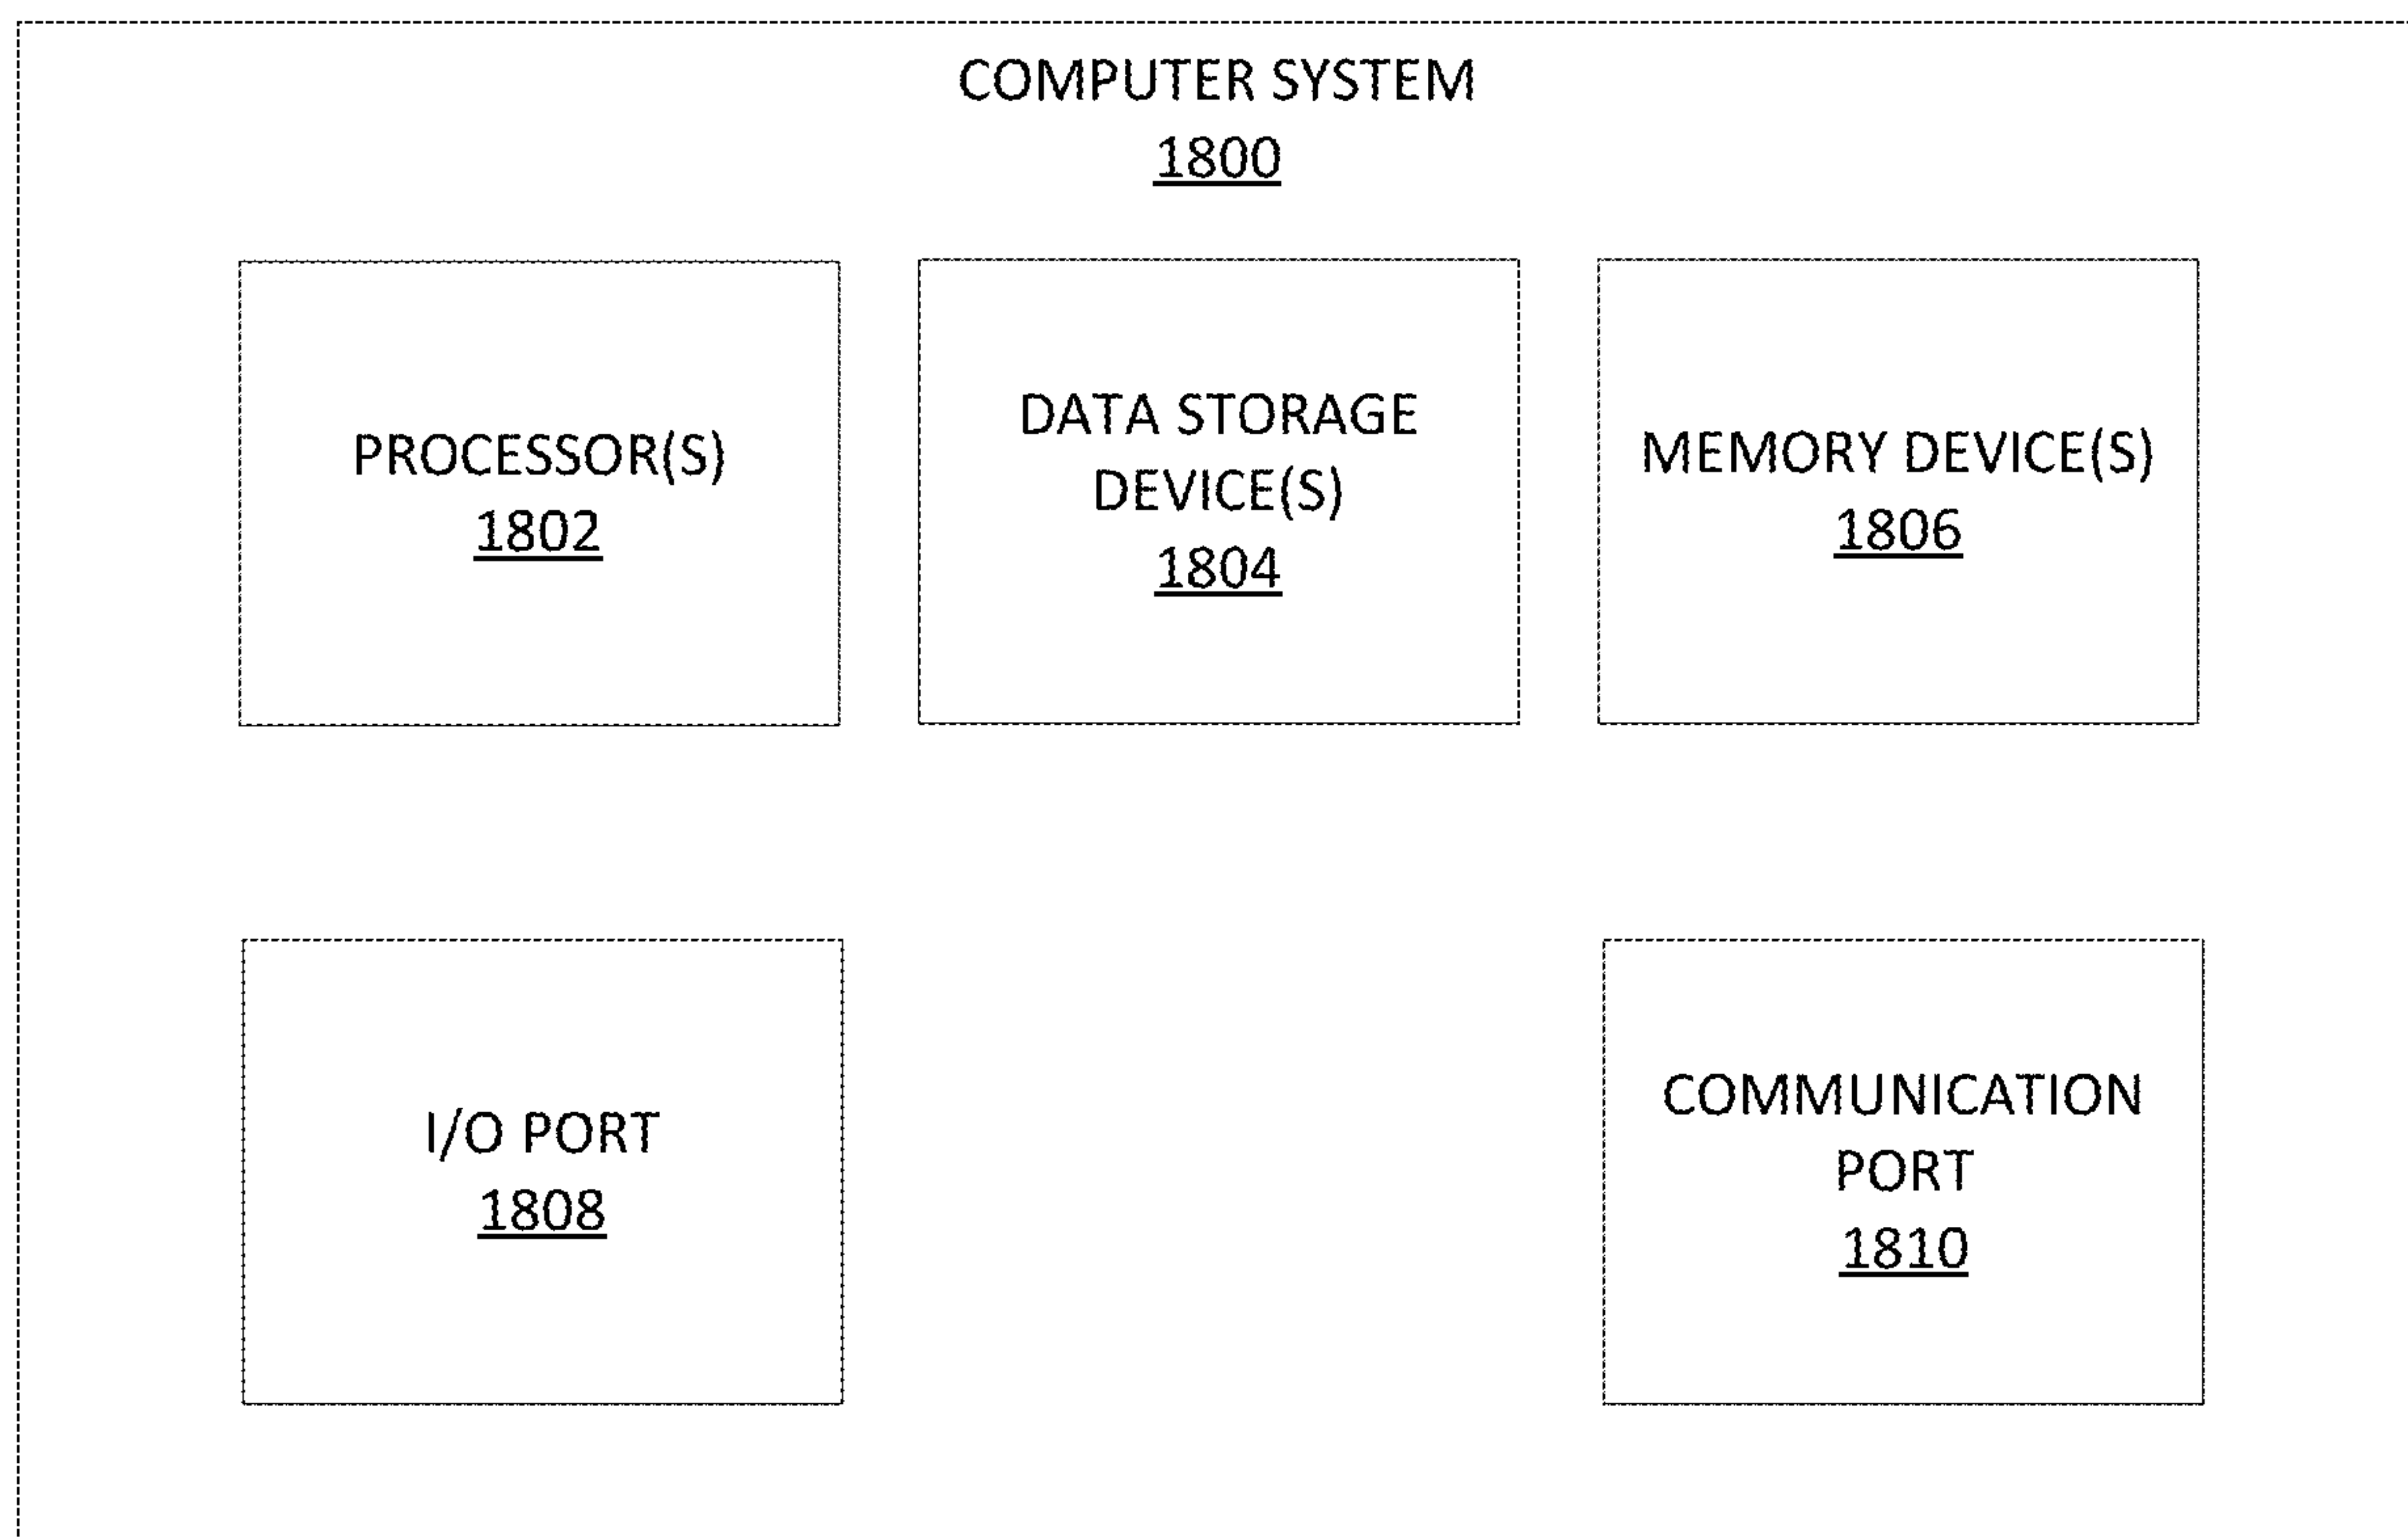 COMPUTER SYSTEM
1800
PROCESSOR(S)
1802
DATA STORAGE
DEVICE(S)
1804
MEMORY DEVICE(S)
1806
I/O PORT
1808
COMMUNICATION
PORT
1810